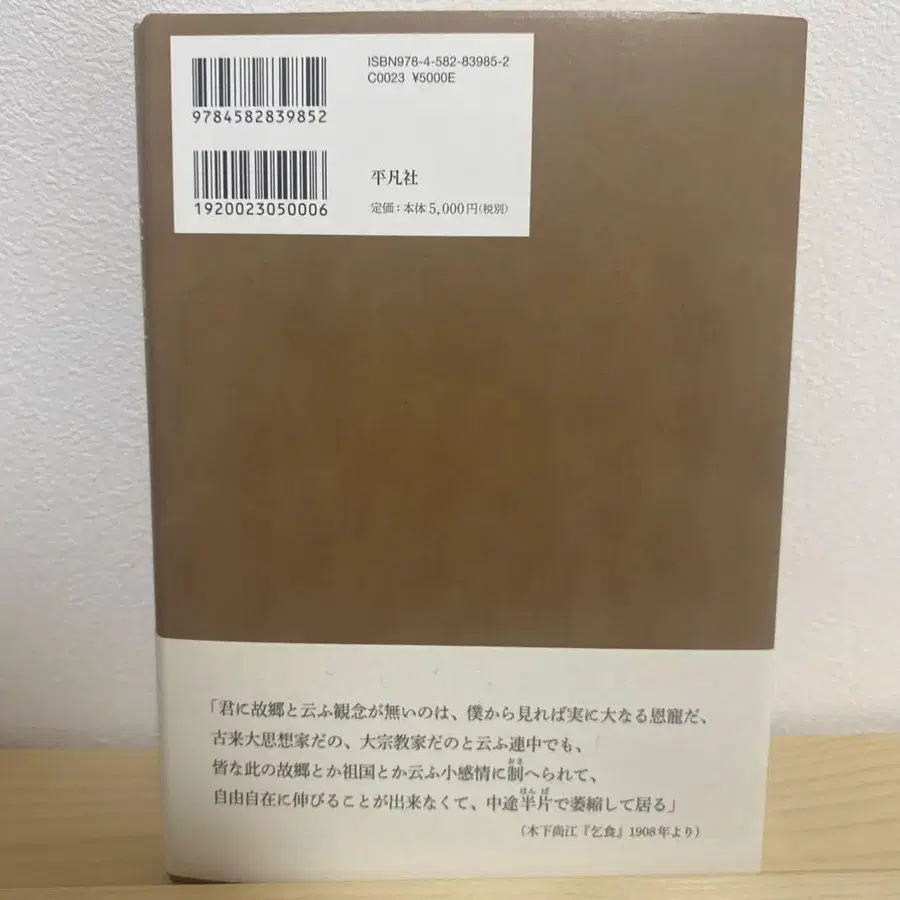 ISBN978-4-582-83985-2
C0023 ¥5000E
9784582839852
1920023050006
平凡社
定価：本体5,000円(税別)
「君に故郷と云ふ観念が無いのは、僕から見れば実に大なる恩寵だ、
古来大思想家だの、大宗教家だのと云ふ連中でも、
皆な此の故郷とか祖国とか云ふ小感情に制へられて、
おさ
自由自在に伸びることが出来なくて、中途半片で萎縮して居る」
はんぱ
（木下尚江『乞食』1908年より）